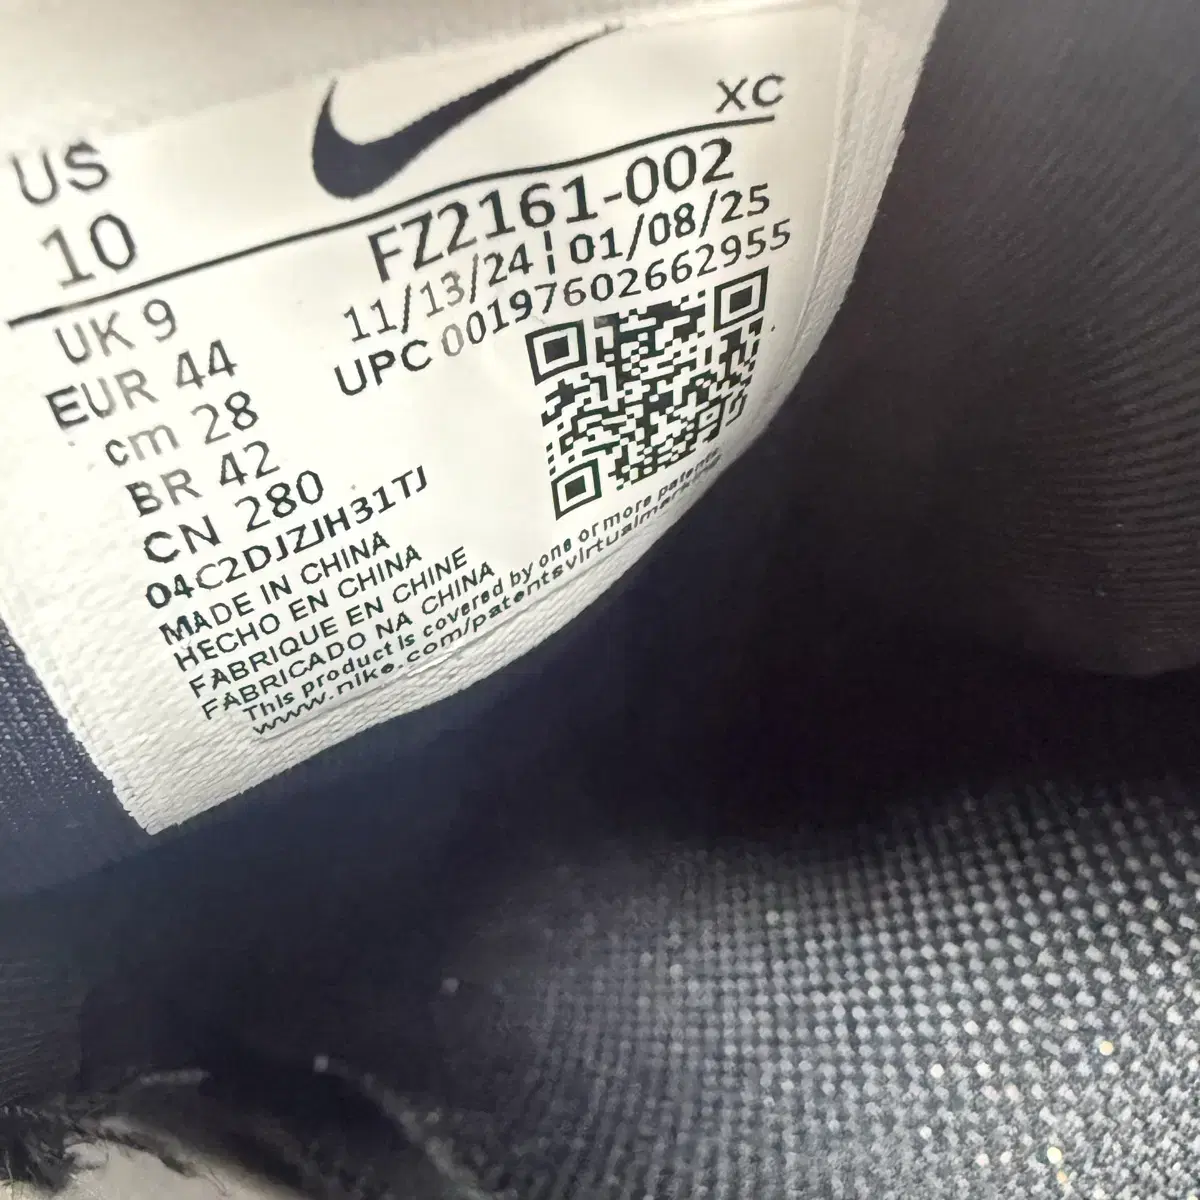 US
10
XC
FZ2161-002
11/13/24 | 01/08/25
UPC 00197602662955
UK 9
EUR 44
cm 28
BR 42
CN 280
04C2DJZJH31TJ
MADE IN CHINA
HECHO EN CHINA
FABRIQUE EN CHINE
FABRICADO NA CHINA
This product is covered by one or more patents
www.nike.com/patentsvirtualmarking